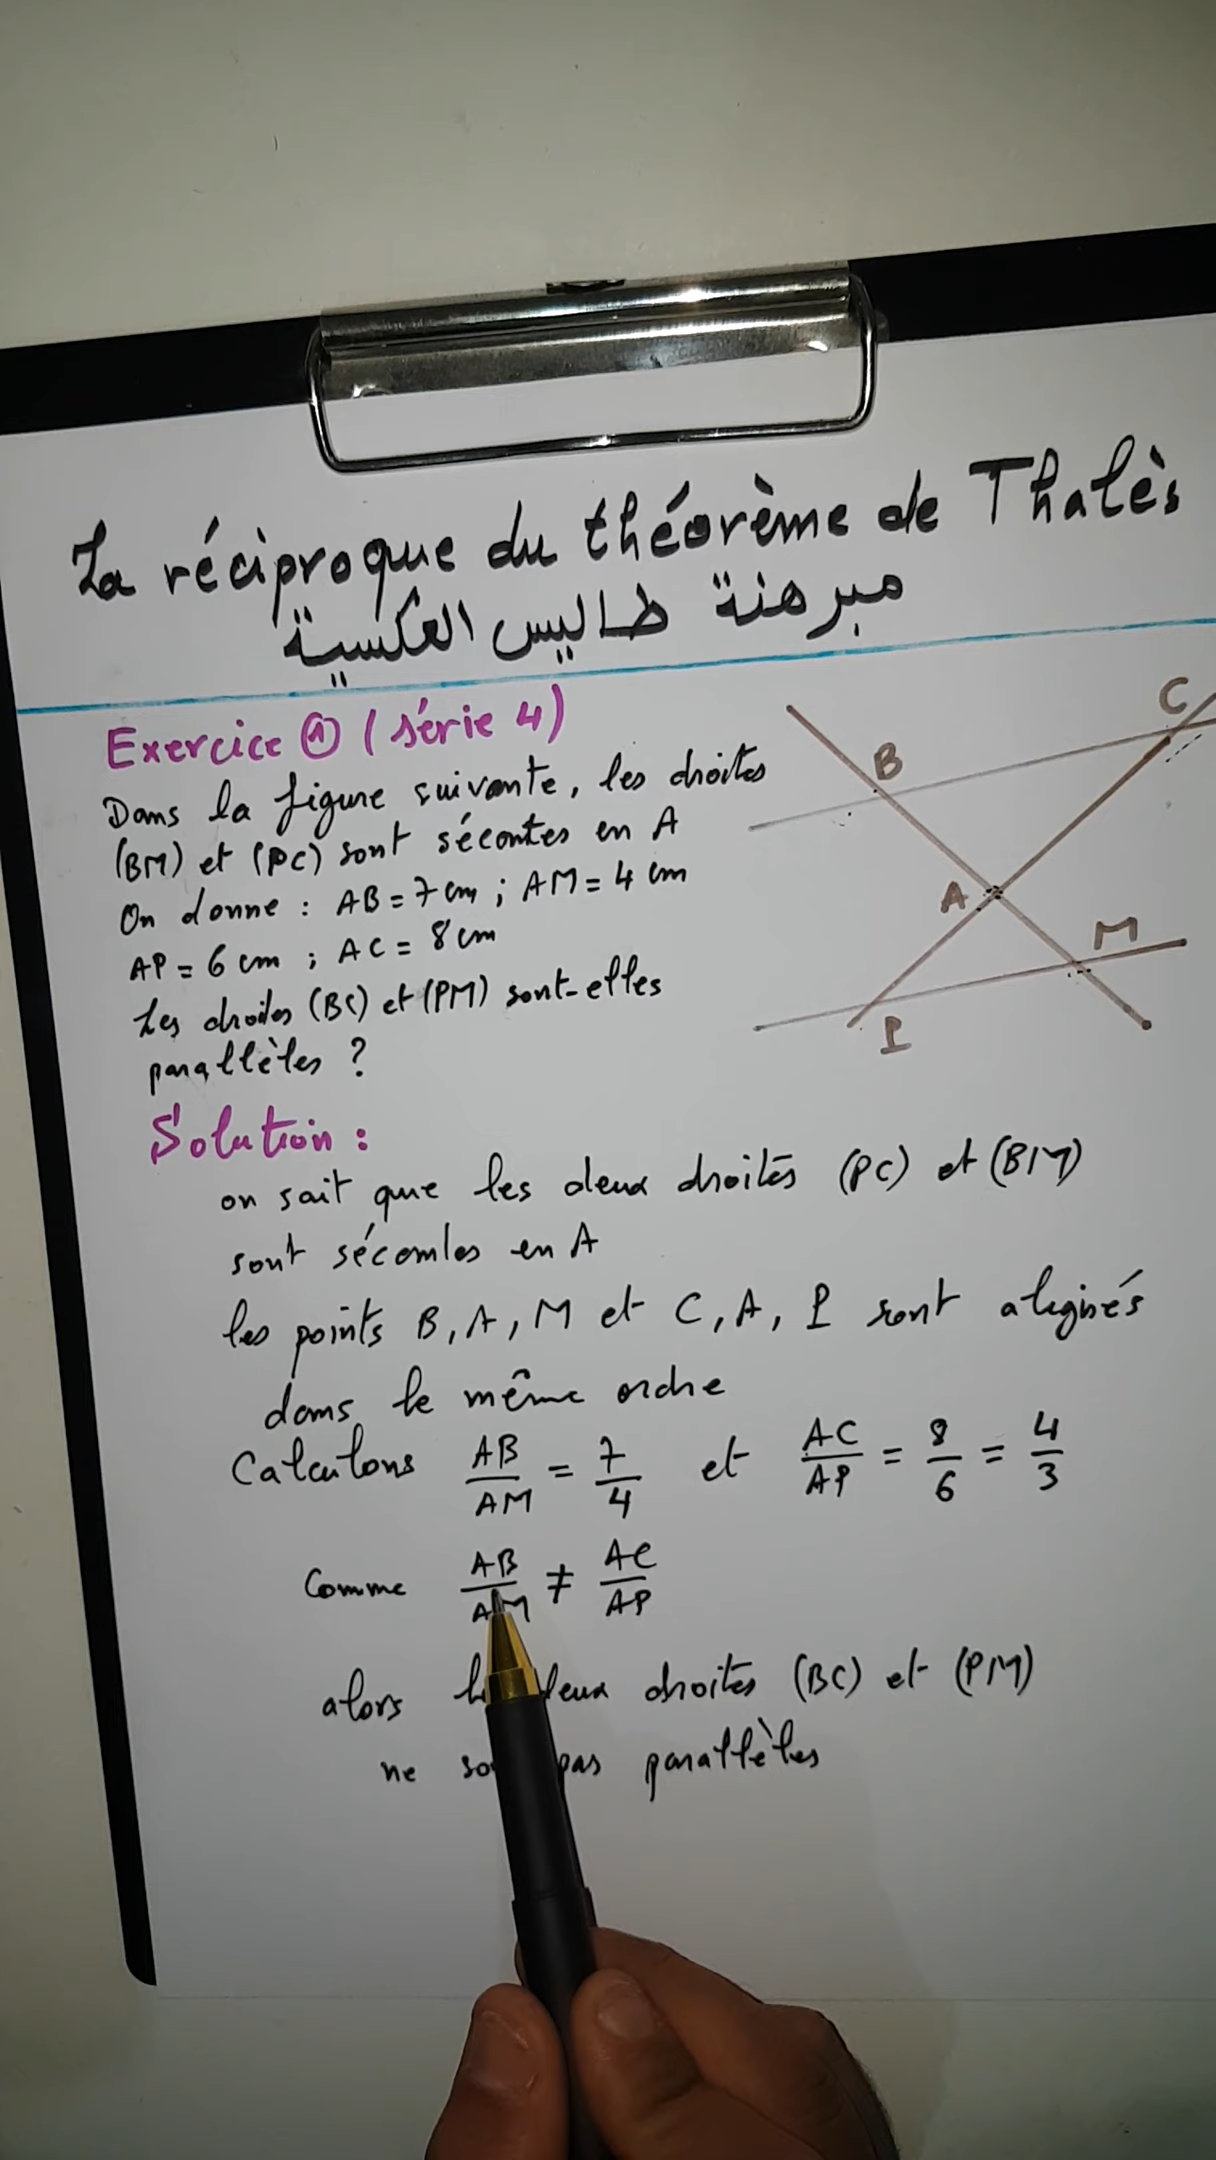 La réciproque du théorème de Thalès
مبرهنة طاليس العكسية
Exercice ① (série 4)
Dans la figure suivante, les droites
(BM) et (PC) sont sécantes en A
On donne : AB = 7 cm ; AM = 4 cm
AP = 6 cm ; AC = 8 cm
Les droites (BC) et (PM) sont-elles
parallèles ?
C
B
A
M
P
Solution :
on sait que les deux droites (PC) et (BM)
sont sécantes en A
les points B, A, M et C, A, P sont alignés
dans le même ordre
Calculons AB/AM = 7/4 et AC/AP = 8/6 = 4/3
Comme AB/AM ≠ AC/AP
alors deux droites (BC) et (PM)
ne pas parallèles